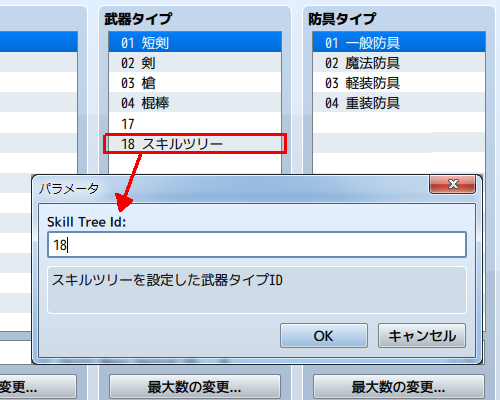 武器タイプ
01 短剣
02 剣
03 槍
04 棍棒
17
18 スキルツリー
防具タイプ
01 一般防具
02 魔法防具
03 軽装防具
04 重装防具
パラメータ
Skill Tree Id:
18
スキルツリーを設定した武器タイプID
OK
キャンセル
変更...
最大数の変更...
最大数の変更...